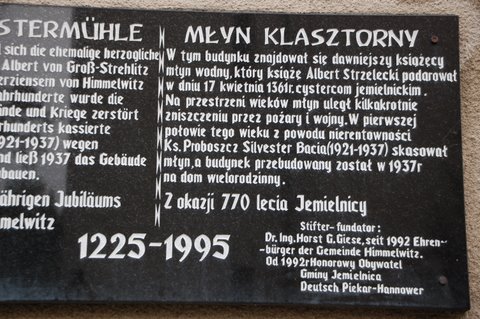 STERMÜHLE
sich die ehemalige herzogliche
Albert von Groß-Strehlitz
erziensern von Himmelwitz
ahrhunderte wurde die
ände und Kriege zerstört
rhunderts kassierte
(1921-1937) wegen
nd ließ 1937 das Gebäude
bauen.
ährigen Jubiläums
melwitz
MŁYN KLASZTORNY
W tym budynku znajdował się dawniejszy książęcy
młyn wodny, który książę Albert Strzelecki podarował
w dniu 17 kwietnia 1361r.cystercom jemielnickim.
Na przestrzeni wieków młyn uległ kilkakrotnie
zniszczeniu przez pożary i wojny. W pierwszej
połowie tego wieku z powodu nierentowności
Ks. Proboszcz Silvester Bacia(1921-1937) skasował
młyn,a budynek przebudowany został w 1937r
na dom wielorodzinny.
Z okazji 770 lecia Jemielnicy
1225-1995
Stifter- fundator:
Dr. Ing. Horst G. Giese, seit 1992 Ehren-
bürger der Gemeinde Himmelwitz.
Od 1992r Honorowy Obywatel
Gminy Jemielnica
Deutsch Piekar-Hannower